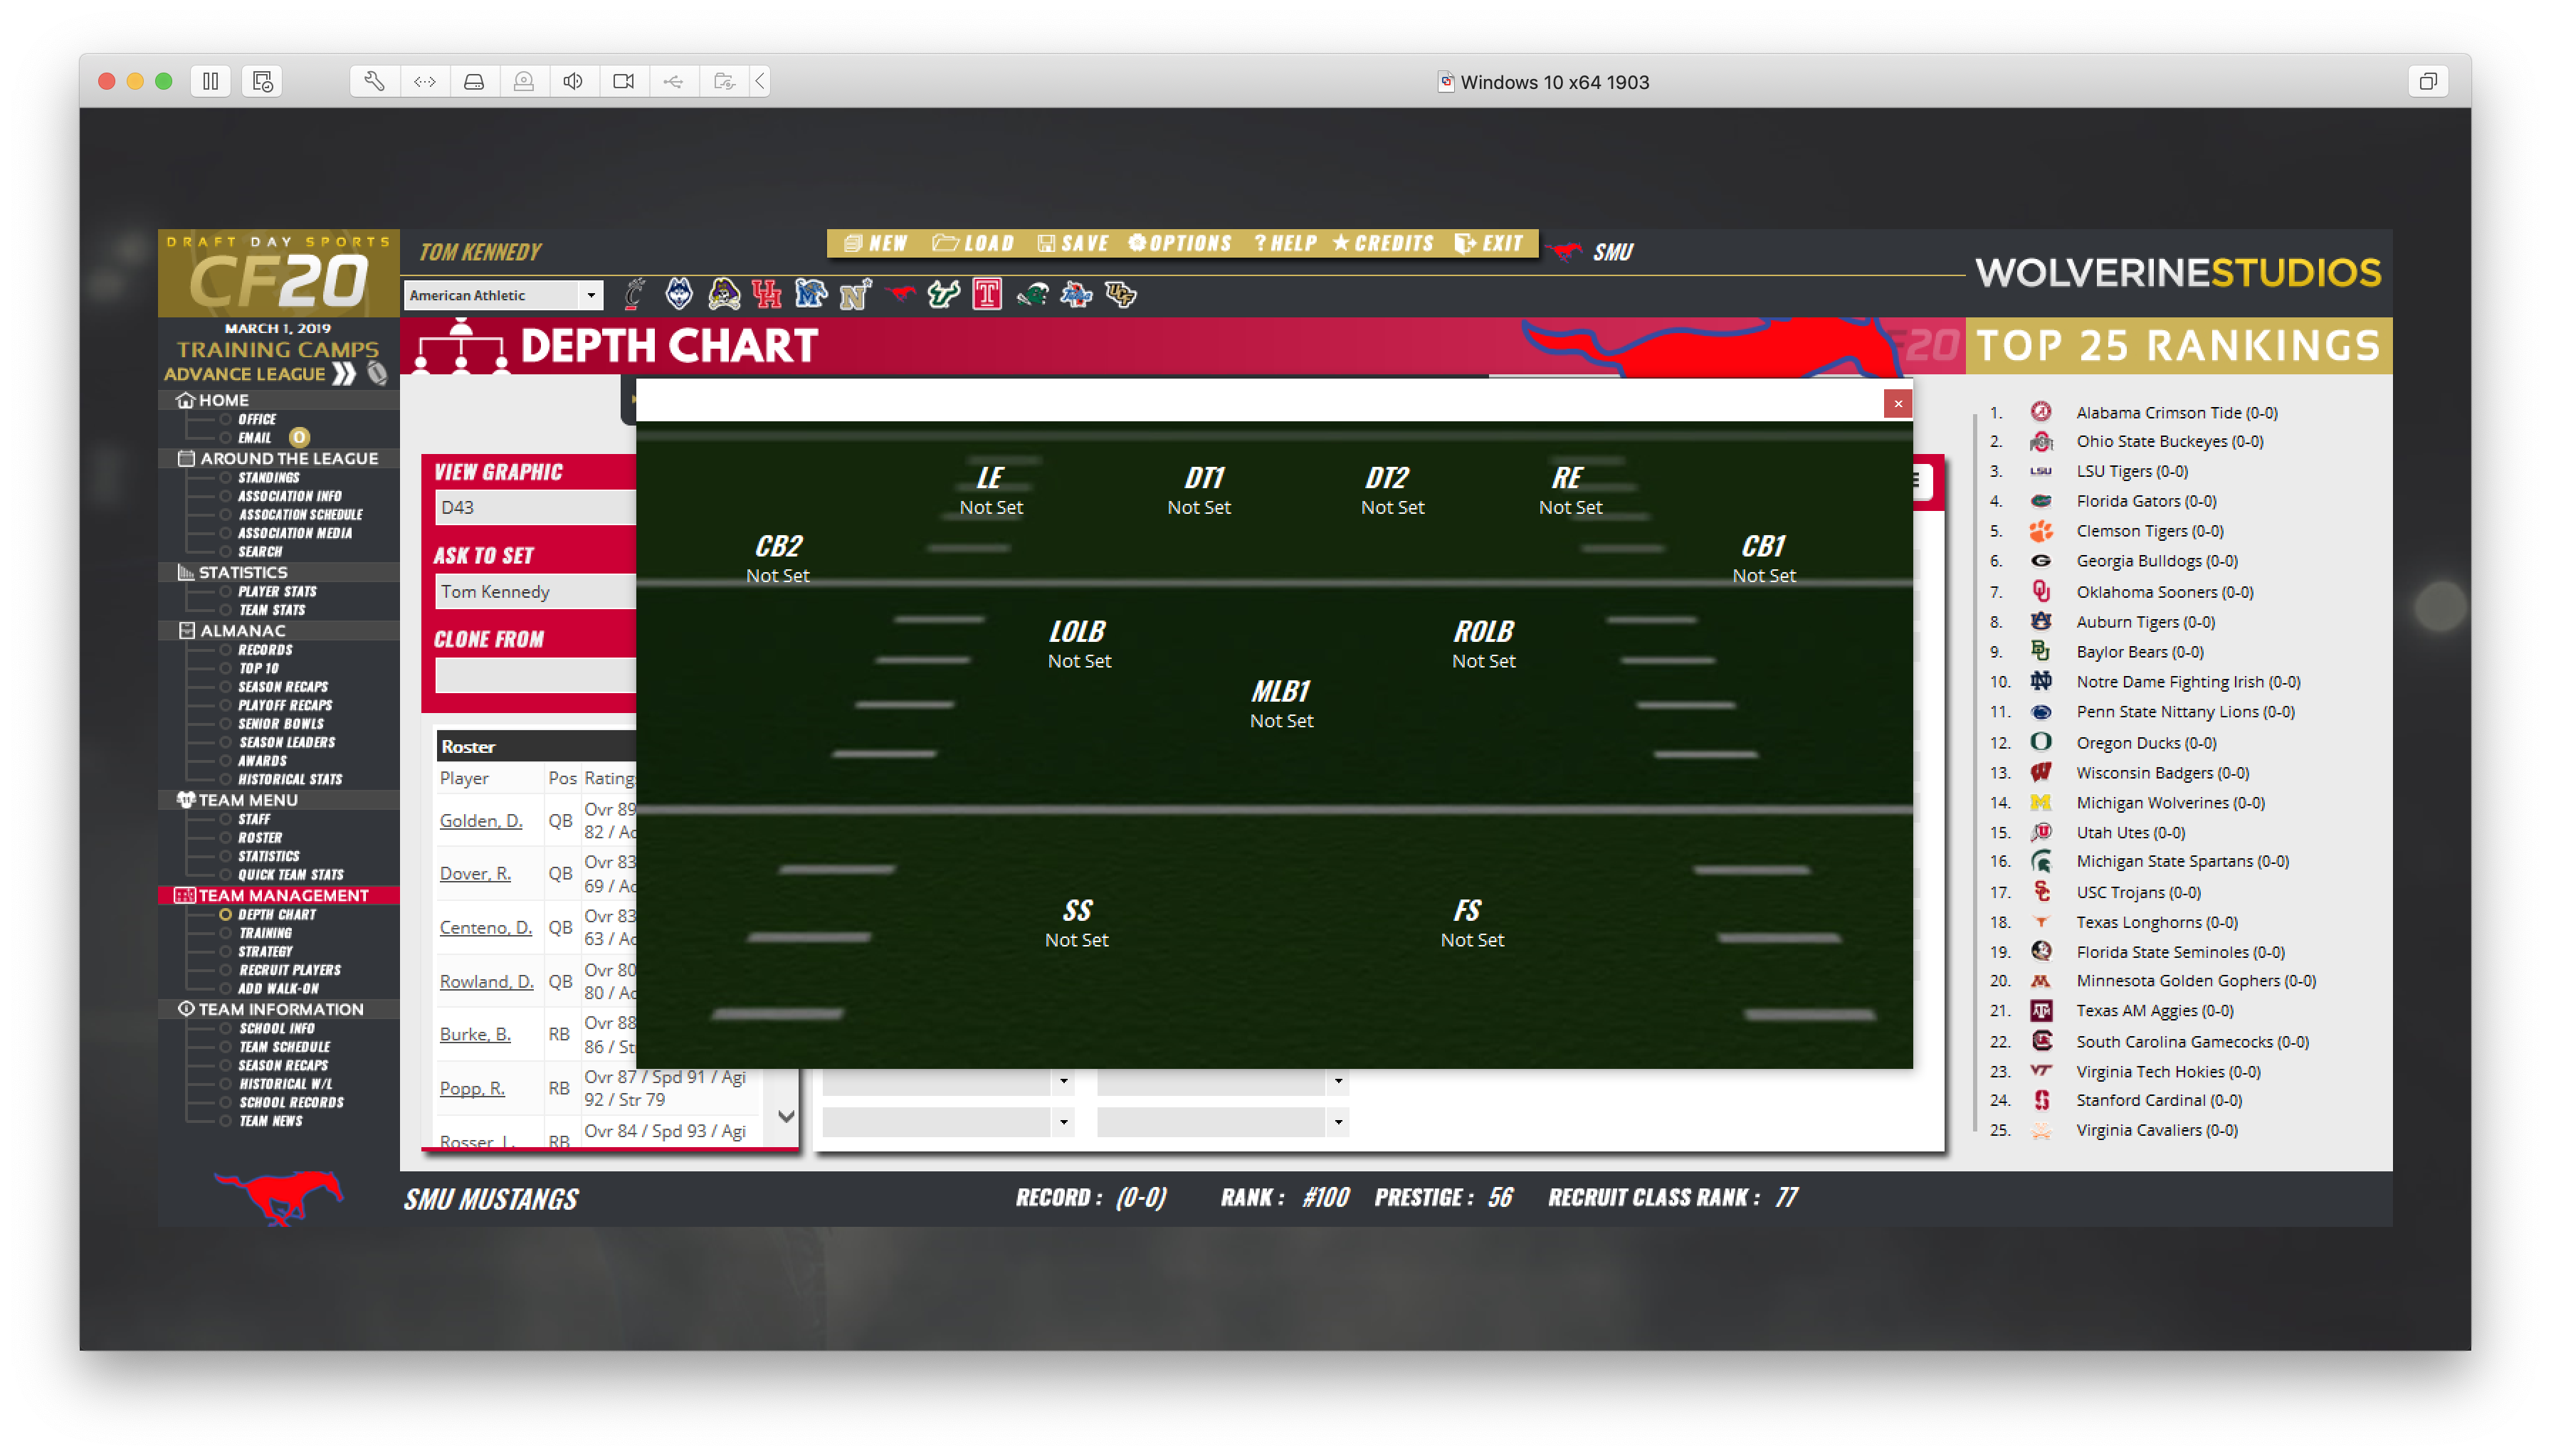 Windows 10 x64 1903
DRAFT DAY SPORTS
CF20
TOM KENNEDY
NEW LOAD SAVE OPTIONS ? HELP CREDITS EXIT
SMU
WOLVERINESTUDIOS
American Athletic
MARCH 1, 2019
TRAINING CAMPS
ADVANCE LEAGUE
DEPTH CHART
TOP 25 RANKINGS
HOME
OFFICE
EMAIL 0
AROUND THE LEAGUE
STANDINGS
ASSOCIATION INFO
ASSOCATION SCHEDULE
ASSOCATION MEDIA
SEARCH
STATISTICS
PLAYER STATS
TEAM STATS
ALMANAC
RECORDS
TOP 10
SEASON RECAPS
PLAYOFF RECAPS
SENIOR BOWLS
SEASON LEADERS
AWARDS
HISTORICAL STATS
TEAM MENU
STAFF
ROSTER
STATISTICS
QUICK TEAM STATS
TEAM MANAGEMENT
DEPTH CHART
TRAINING
STRATEGY
RECRUIT PLAYERS
ADD WALK-ON
TEAM INFORMATION
SCHOOL INFO
TEAM SCHEDULE
SEASON RECAPS
HISTORICAL W/L
SCHOOL RECORDS
TEAM NEWS
VIEW GRAPHIC
D43
ASK TO SET
Tom Kennedy
CLONE FROM
Roster
Player Pos Ratings
Golden, D. QB Ovr 89
82 / Ac
Dover, R. QB Ovr 83
69 / Ac
Centeno, D. QB Ovr 83
63 / Ac
Rowland, D. QB Ovr 80
80 / Ac
Burke, B. RB Ovr 88
86 / St
Popp, R. RB Ovr 87 / Spd 91 / Agi
92 / Str 79
Rosser, L. RB Ovr 84 / Spd 93 / Agi
LE
Not Set
DT1
Not Set
DT2
Not Set
RE
Not Set
CB2
Not Set
CB1
Not Set
LOLB
Not Set
ROLB
Not Set
MLB1
Not Set
SS
Not Set
FS
Not Set
1. Alabama Crimson Tide (0-0)
2. Ohio State Buckeyes (0-0)
3. LSU Tigers (0-0)
4. Florida Gators (0-0)
5. Clemson Tigers (0-0)
6. Georgia Bulldogs (0-0)
7. Oklahoma Sooners (0-0)
8. Auburn Tigers (0-0)
9. Baylor Bears (0-0)
10. Notre Dame Fighting Irish (0-0)
11. Penn State Nittany Lions (0-0)
12. Oregon Ducks (0-0)
13. Wisconsin Badgers (0-0)
14. Michigan Wolverines (0-0)
15. Utah Utes (0-0)
16. Michigan State Spartans (0-0)
17. USC Trojans (0-0)
18. Texas Longhorns (0-0)
19. Florida State Seminoles (0-0)
20. Minnesota Golden Gophers (0-0)
21. Texas AM Aggies (0-0)
22. South Carolina Gamecocks (0-0)
23. Virginia Tech Hokies (0-0)
24. Stanford Cardinal (0-0)
25. Virginia Cavaliers (0-0)
SMU MUSTANGS
RECORD : (0-0) RANK : #100 PRESTIGE : 56 RECRUIT CLASS RANK : 77